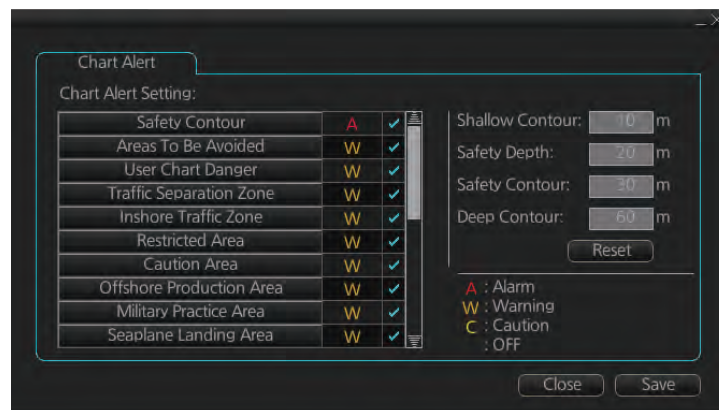 Chart Alert
Chart Alert Setting:
Safety Contour A
Areas To Be Avoided W
User Chart Danger W
Traffic Separation Zone W
Inshore Traffic Zone W
Restricted Area W
Caution Area W
Offshore Production Area W
Military Practice Area W
Seaplane Landing Area W
Shallow Contour: 10 m
Safety Depth: 20 m
Safety Contour: 30 m
Deep Contour: 60 m
Reset
A : Alarm
W : Warning
C : Caution
: OFF
Close Save